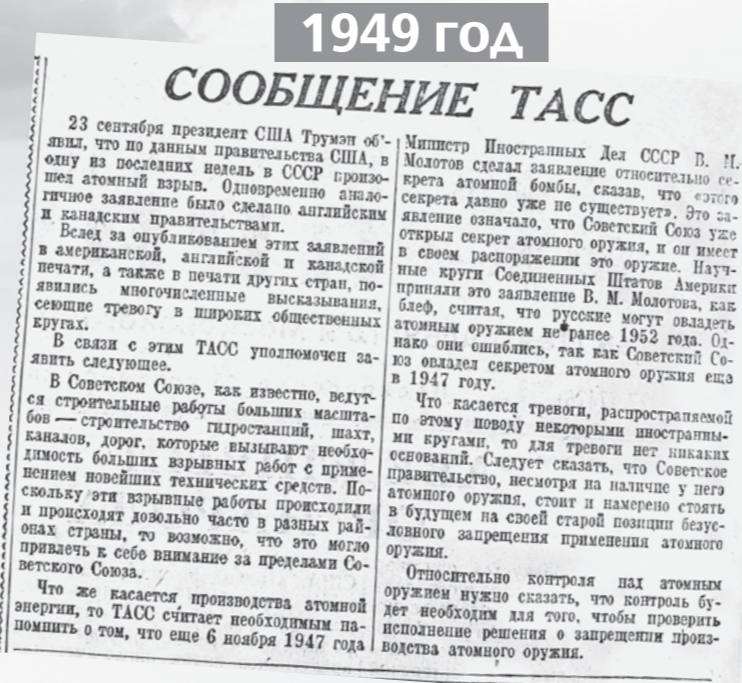 1949 ГОД
СООБЩЕНИЕ ТАСС
23 сентября президент США Трумэн об'-
явил, что по данным правительства США, в
одну из последних недель в СССР произо-
шел атомный взрыв. Одновременно анало-
гичное заявление было сделано английским
и канадским правительствами.
Вслед за опубликованием этих заявлений
в американской, английской и канадской
печати, а также в печати других стран, по-
явились многочисленные высказывания,
сеющие тревогу в широких общественных
кругах.
В связи с этим ТАСС уполномочен за-
явить следующее.
В Советском Союзе, как известно, ведут-
ся строительные работы больших масшта-
бов — строительство гидростанций, шахт,
каналов, дорог, которые вызывают необхо-
димость больших взрывных работ с приме-
нением новейших технических средств. По-
скольку эти взрывные работы происходили
и происходят довольно часто в разных рай-
онах страны, то возможно, что это могло
привлечь к себе внимание за пределами Со-
ветского Союза.
Что же касается производства атомной
энергии, то ТАСС считает необходимым на-
помнить о том, что еще 6 ноября 1947 года
Министр Иностранных Дел СССР В. М.
Молотов сделал заявление относительно се-
крета атомной бомбы, сказав, что «этого
секрета давно уже не существует». Это за-
явление означало, что Советский Союз уже
открыл секрет атомного оружия, и он имеет
в своем распоряжении это оружие. Науч-
ные круги Соединенных Штатов Америки
приняли это заявление В. М. Молотова, как
блеф, считая, что русские могут овладеть
атомным оружием не ранее 1952 года. Од-
нако они ошиблись, так как Советский Со-
юз овладел секретом атомного оружия еще
в 1947 году.
Что касается тревоги, распространяемой
по этому поводу некоторыми иностранны-
ми кругами, то для тревоги нет никаких
оснований. Следует сказать, что Советское
правительство, несмотря на наличие у него
атомного оружия, стоит и намерено стоять
в будущем на своей старой позиции безус-
ловного запрещения применения атомного
оружия.
Относительно контроля над атомным
оружием нужно сказать, что контроль бу-
дет необходим для того, чтобы проверить
исполнение решения о запрещении произ-
водства атомного оружия.